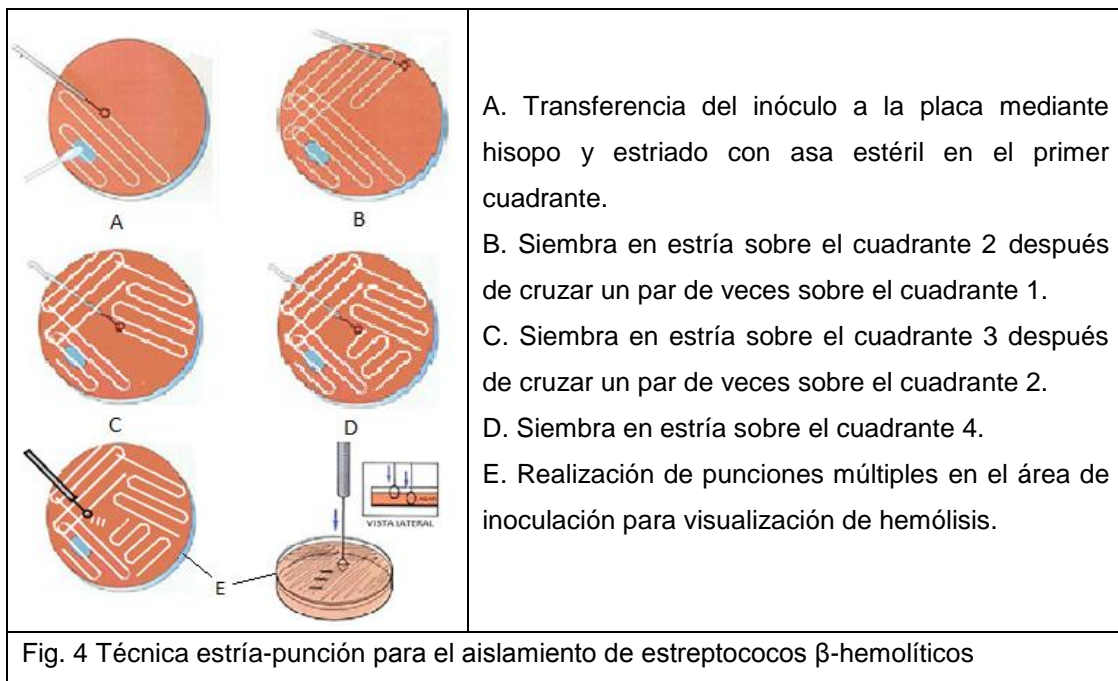 A
B
C
D
E
VISTA LATERAL
A. Transferencia del inóculo a la placa mediante
hisopo y estriado con asa estéril en el primer
cuadrante.
B. Siembra en estría sobre el cuadrante 2 después
de cruzar un par de veces sobre el cuadrante 1.
C. Siembra en estría sobre el cuadrante 3 después
de cruzar un par de veces sobre el cuadrante 2.
D. Siembra en estría sobre el cuadrante 4.
E. Realización de punciones múltiples en el área de
inoculación para visualización de hemólisis.
Fig. 4 Técnica estría-punción para el aislamiento de estreptococos β-hemolíticos